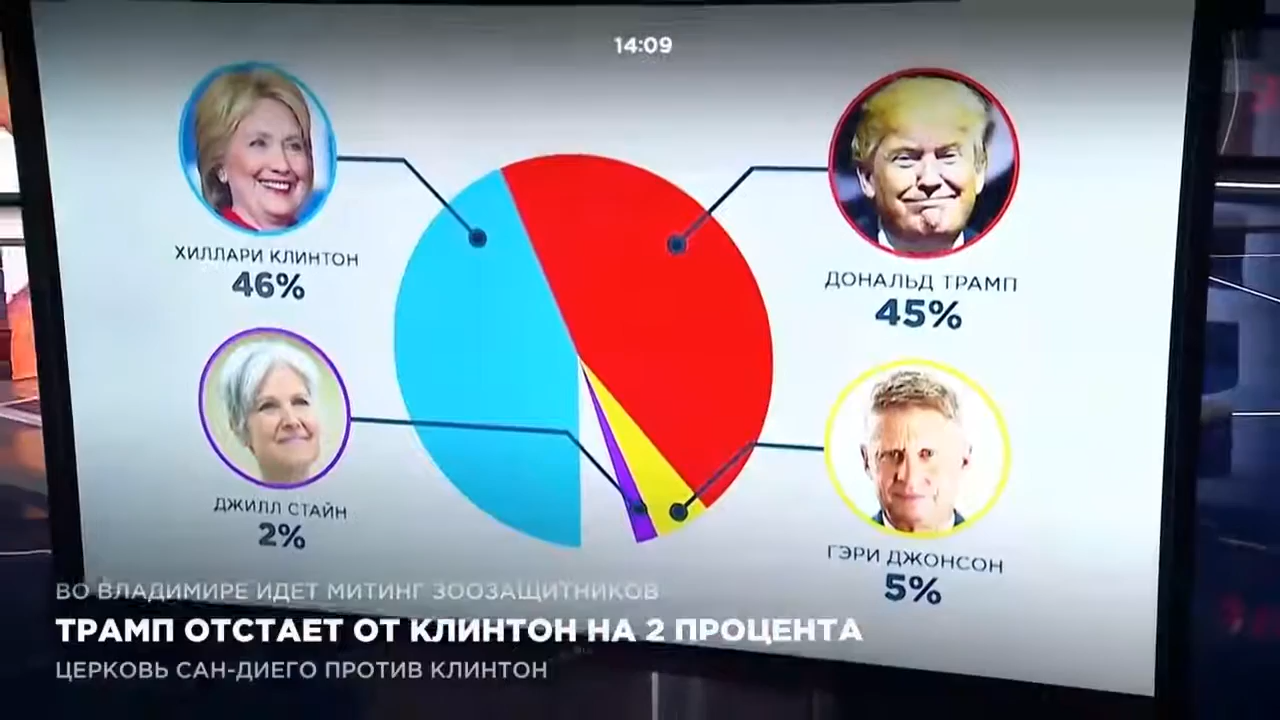 14:09
ХИЛЛАРИ КЛИНТОН
46%
ДОНАЛЬД ТРАМП
45%
ДЖИЛЛ СТАЙН
2%
ГЭРИ ДЖОНСОН
5%
ВО ВЛАДИМИРЕ ИДЕТ МИТИНГ ЗООЗАЩИТНИКОВ
ТРАМП ОТСТАЕТ ОТ КЛИНТОН НА 2 ПРОЦЕНТА
ЦЕРКОВЬ САН-ДИЕГО ПРОТИВ КЛИНТОН